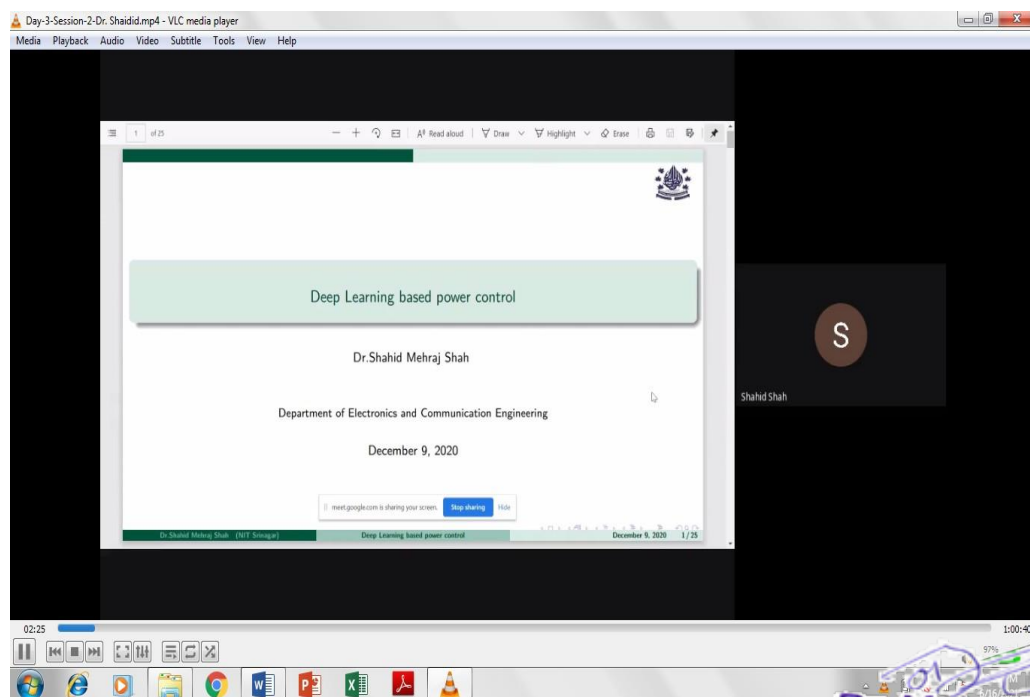 Day-3-Session-2-Dr. Shaidid.mp4 - VLC media player
Media Playback Audio Video Subtitle Tools View Help
1 of 25
Read aloud Draw Highlight Erase
Deep Learning based power control
Dr.Shahid Mehraj Shah
Department of Electronics and Communication Engineering
December 9, 2020
meet.google.com is sharing your screen. Stop sharing Hide
Dr.Shahid Mehraj Shah (NIT Srinagar) Deep Learning based power control December 9, 2020 1 / 25
S
Shahid Shah
02:25
1:00:40
97%